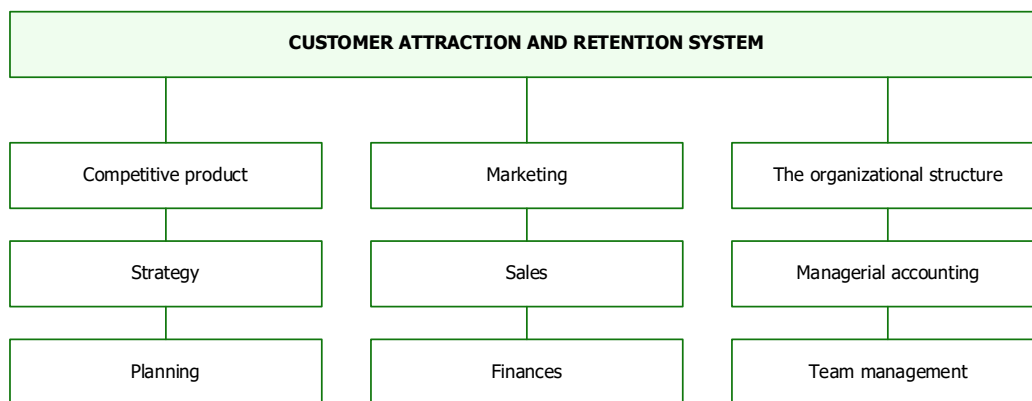 CUSTOMER ATTRACTION AND RETENTION SYSTEM
Competitive product
Marketing
The organizational structure
Strategy
Sales
Managerial accounting
Planning
Finances
Team management